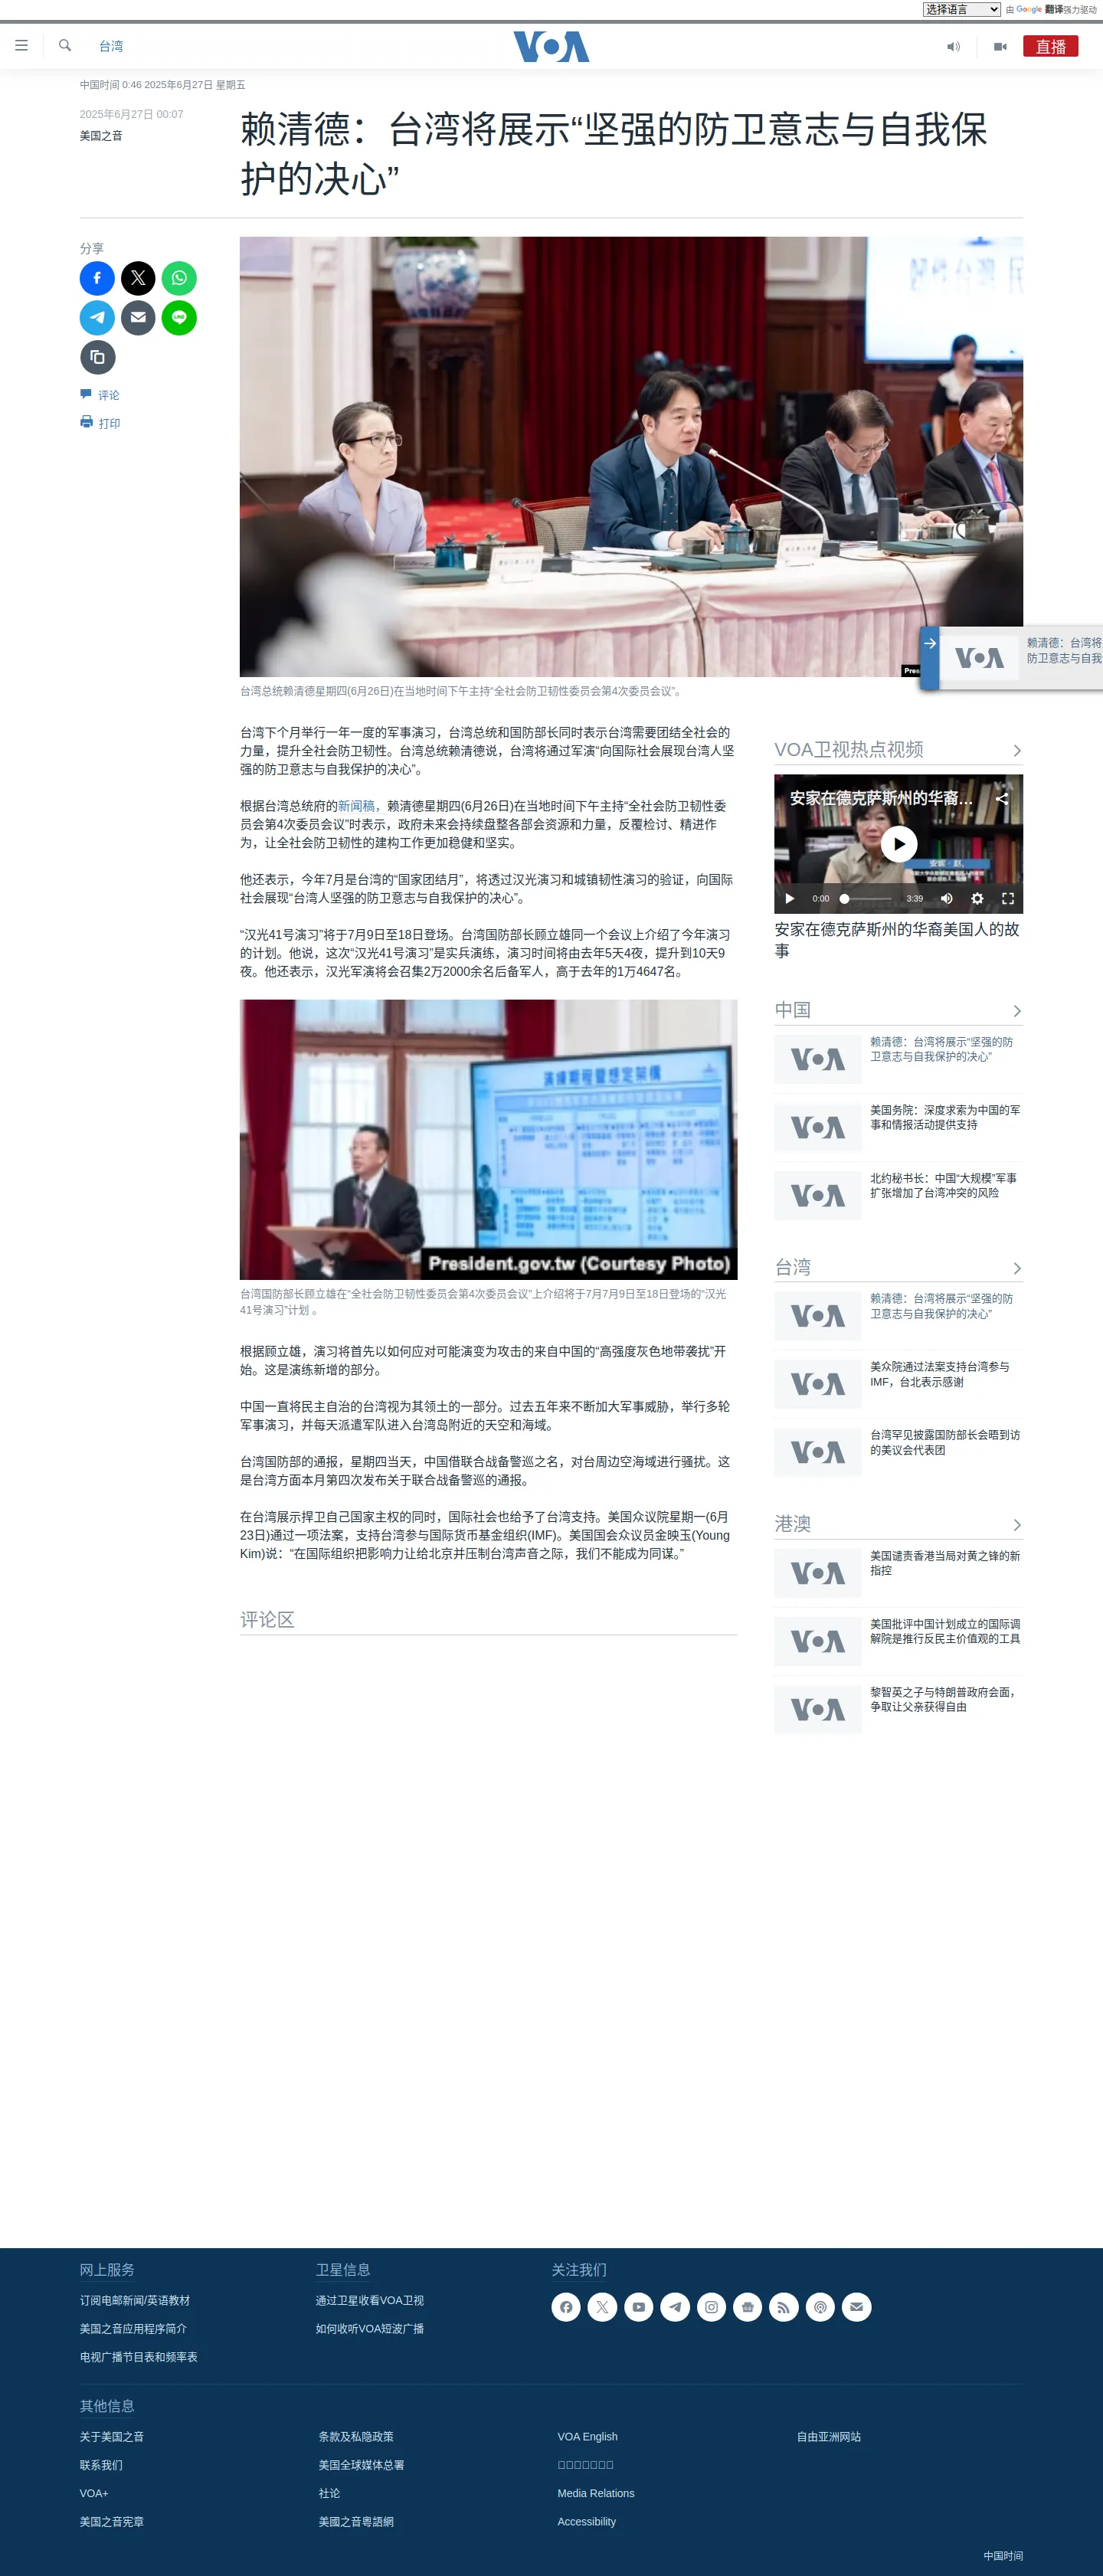 选择语言 由 Google 翻译强力驱动
台湾
VOA
直播
中国时间 0:46 2025年6月27日 星期五
2025年6月27日 00:07
美国之音
赖清德：台湾将展示“坚强的防卫意志与自我保
护的决心”
分享
评论
打印
赖清德：台湾将
防卫意志与自我
VOA
台湾总统赖清德星期四(6月26日)在当地时间下午主持“全社会防卫韧性委员会第4次委员会议”。
台湾下个月举行一年一度的军事演习，台湾总统和国防部长同时表示台湾需要团结全社会的
力量，提升全社会防卫韧性。台湾总统赖清德说，台湾将通过军演“向国际社会展现台湾人坚
强的防卫意志与自我保护的决心”。
根据台湾总统府的新闻稿，赖清德星期四(6月26日)在当地时间下午主持“全社会防卫韧性委
员会第4次委员会议”时表示，政府未来会持续盘整各部会资源和力量，反覆检讨、精进作
为，让全社会防卫韧性的建构工作更加稳健和坚实。
他还表示，今年7月是台湾的“国家团结月”，将透过汉光演习和城镇韧性演习的验证，向国际
社会展现“台湾人坚强的防卫意志与自我保护的决心”。
“汉光41号演习”将于7月9日至18日登场。台湾国防部长顾立雄同一个会议上介绍了今年演习
的计划。他说，这次“汉光41号演习”是实兵演练，演习时间将由去年5天4夜，提升到10天9
夜。他还表示，汉光军演将会召集2万2000余名后备军人，高于去年的1万4647名。
演練期程暨想定架構
President.gov.tw (Courtesy Photo)
台湾国防部长顾立雄在“全社会防卫韧性委员会第4次委员会议”上介绍将于7月7月9日至18日登场的“汉光
41号演习”计划 。
根据顾立雄，演习将首先以如何应对可能演变为攻击的来自中国的“高强度灰色地带袭扰”开
始。这是演练新增的部分。
中国一直将民主自治的台湾视为其领土的一部分。过去五年来不断加大军事威胁，举行多轮
军事演习，并每天派遣军队进入台湾岛附近的天空和海域。
台湾国防部的通报，星期四当天，中国借联合战备警巡之名，对台周边空海域进行骚扰。这
是台湾方面本月第四次发布关于联合战备警巡的通报。
在台湾展示捍卫自己国家主权的同时，国际社会也给予了台湾支持。美国众议院星期一(6月
23日)通过一项法案，支持台湾参与国际货币基金组织(IMF)。美国国会众议员金映玉(Young
Kim)说：“在国际组织把影响力让给北京并压制台湾声音之际，我们不能成为同谋。”
评论区
VOA卫视热点视频
安家在德克萨斯州的华裔...
0:00
3:39
安家在德克萨斯州的华裔美国人的故
事
中国
VOA
赖清德：台湾将展示“坚强的防
卫意志与自我保护的决心”
VOA
美国务院：深度求索为中国的军
事和情报活动提供支持
VOA
北约秘书长：中国“大规模”军事
扩张增加了台湾冲突的风险
台湾
VOA
赖清德：台湾将展示“坚强的防
卫意志与自我保护的决心”
VOA
美众院通过法案支持台湾参与
IMF，台北表示感谢
VOA
台湾罕见披露国防部长会晤到访
的美议会代表团
港澳
VOA
美国谴责香港当局对黄之锋的新
指控
VOA
美国批评中国计划成立的国际调
解院是推行反民主价值观的工具
VOA
黎智英之子与特朗普政府会面，
争取让父亲获得自由
网上服务
订阅电邮新闻/英语教材
美国之音应用程序简介
电视广播节目表和频率表
卫星信息
通过卫星收看VOA卫视
如何收听VOA短波广播
关注我们
其他信息
关于美国之音
联系我们
VOA+
美国之音宪章
条款及私隐政策
美国全球媒体总署
社论
美國之音粵語網
VOA English
Media Relations
Accessibility
自由亚洲网站
中国时间